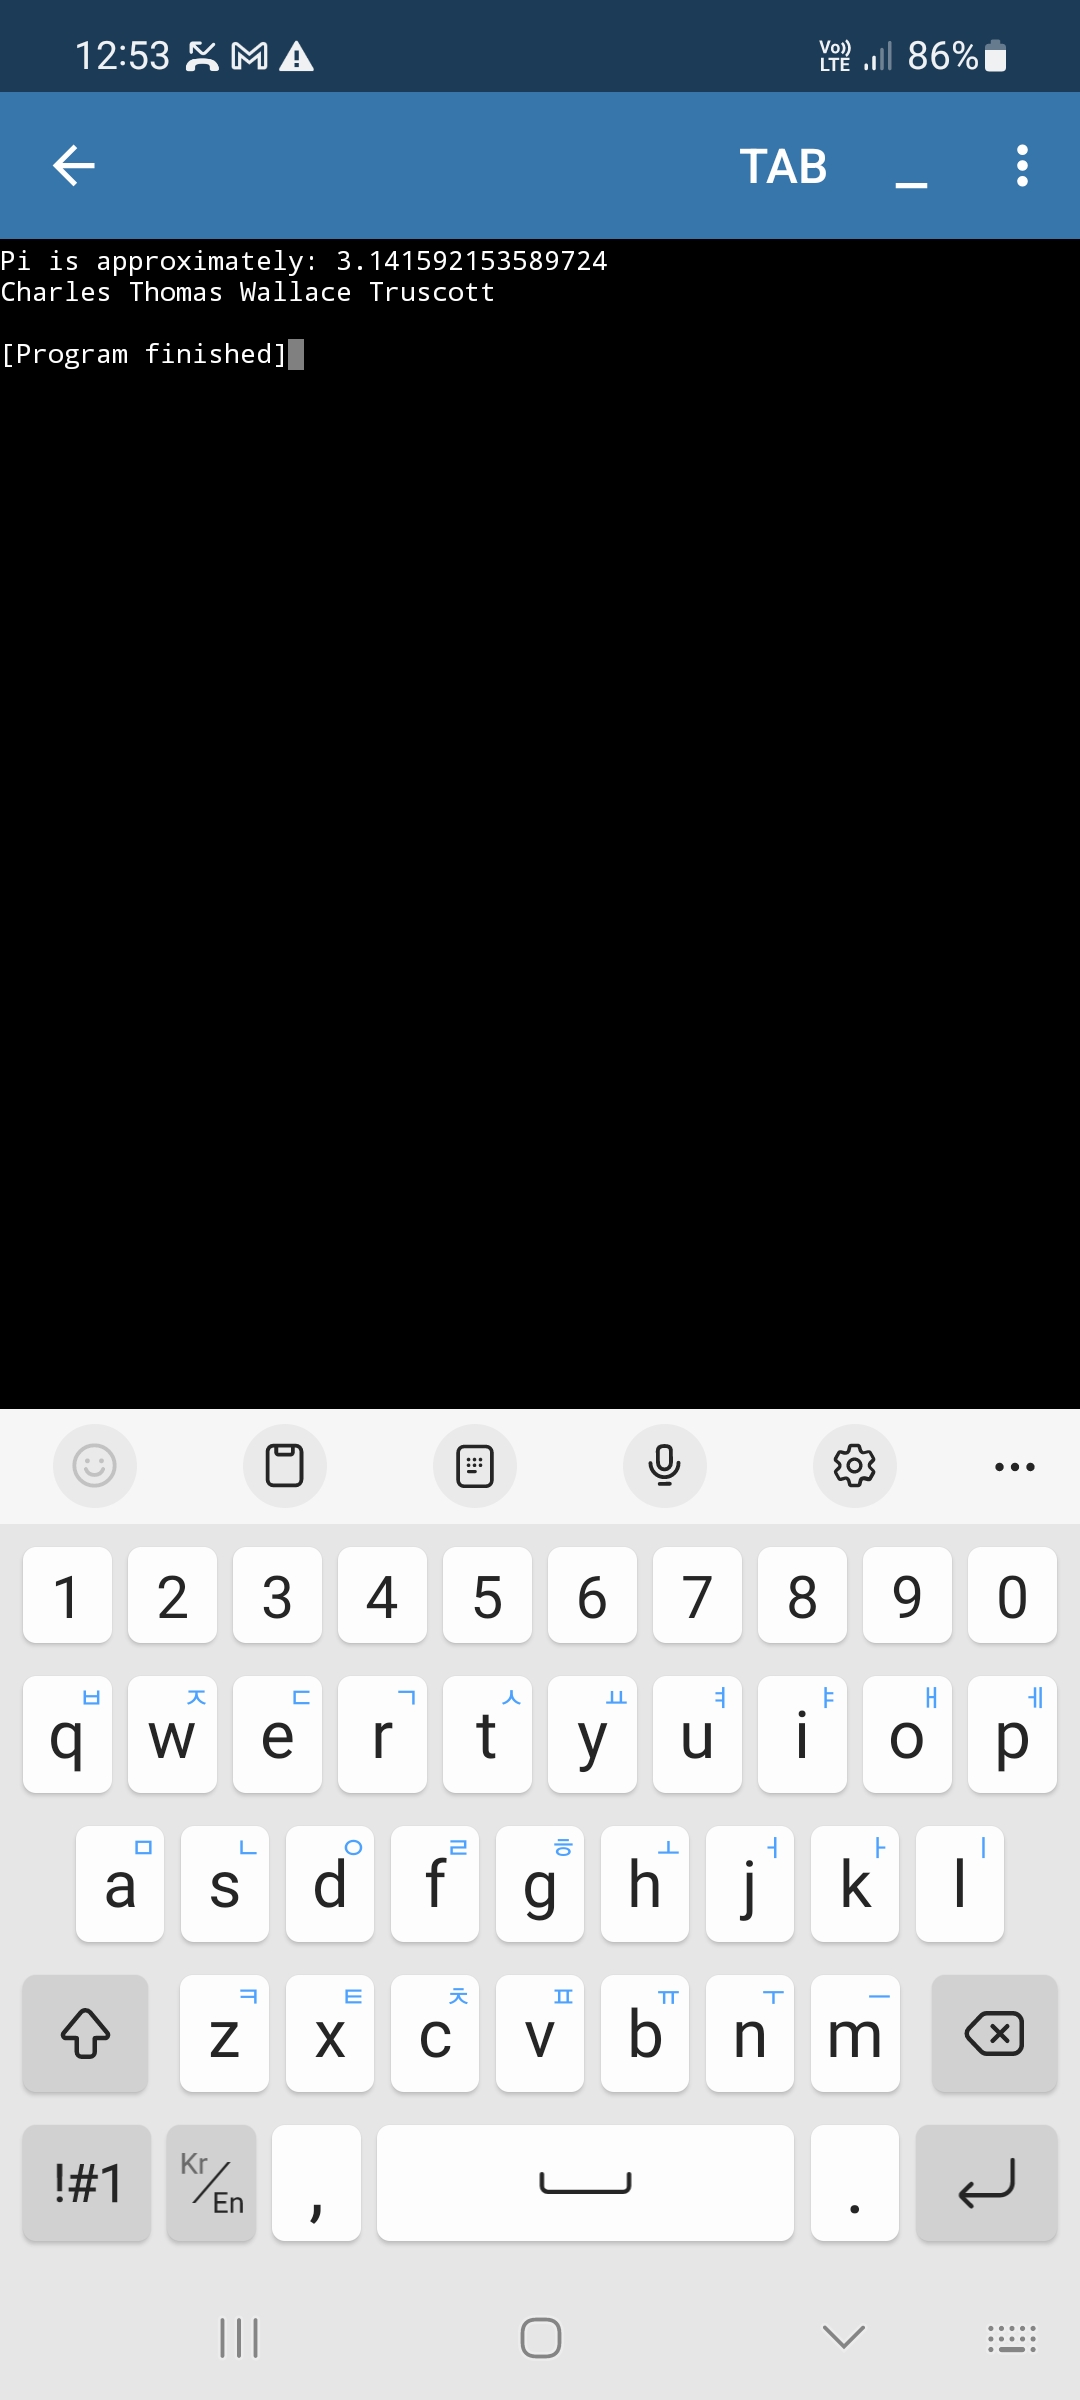 12:53 Vo)) LTE 86%
TAB
Pi is approximately: 3.141592153589724
Charles Thomas Wallace Truscott
[Program finished]
1 2 3 4 5 6 7 8 9 0
q ㅂ w ㅈ e ㄷ r ㄱ t ㅅ y ㅛ u ㅕ i ㅑ o ㅐ p ㅔ
a ㅁ s ㄴ d ㅇ f ㄹ g ㅎ h ㅗ j ㅓ k ㅏ l ㅣ
z ㅋ x ㅌ c ㅊ v ㅍ b ㅠ n ㅜ m ㅡ
!#1 Kr/En , .